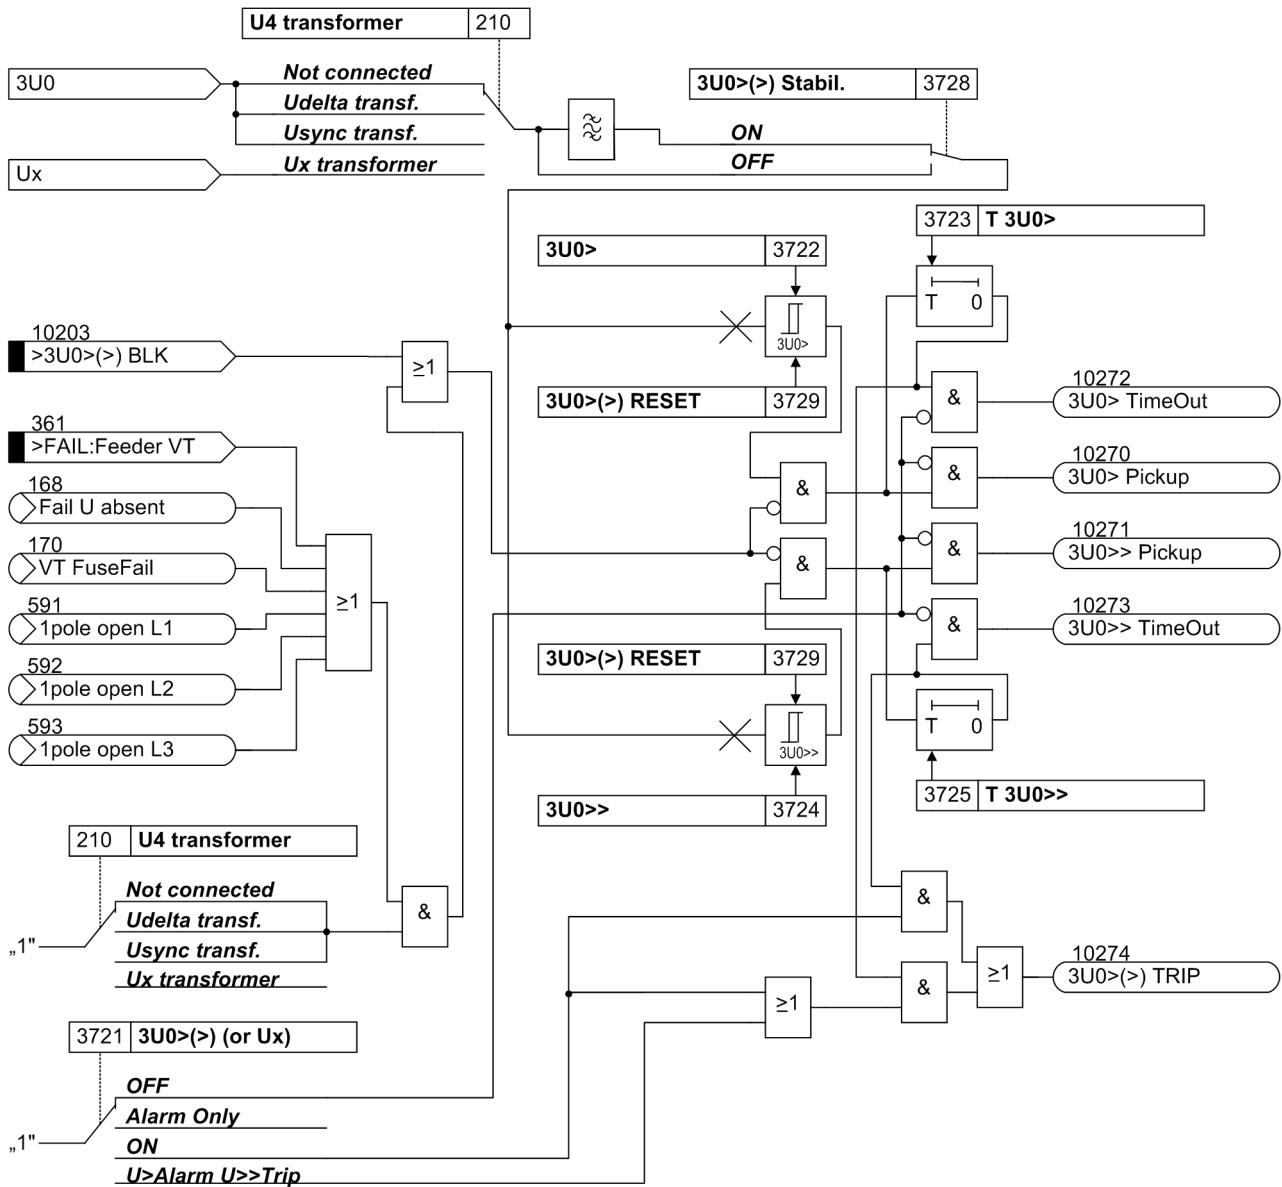 U4 transformer 210
3U0
Not connected
Udelta transf.
Usync transf.
Ux
Ux transformer
3U0>(>) Stabil. 3728
ON
OFF
3723 T 3U0>
3U0> 3722
T 0
3U0>
10203
>3U0>(>) BLK
≥1
3U0>(>) RESET 3729
&
10272
3U0> TimeOut
361
>FAIL:Feeder VT
&
10270
3U0> Pickup
&
168
Fail U absent
170
VT FuseFail
&
&
10271
3U0>> Pickup
591
1pole open L1
≥1
&
10273
3U0>> TimeOut
592
1pole open L2
3U0>(>) RESET 3729
593
1pole open L3
3U0>>
T 0
3U0>> 3724
3725 T 3U0>>
210 U4 transformer
Not connected
Udelta transf.
Usync transf.
Ux transformer
„1"
&
&
&
≥1
≥1
10274
3U0>(>) TRIP
3721 3U0>(>) (or Ux)
OFF
Alarm Only
ON
U>Alarm U>>Trip
„1"